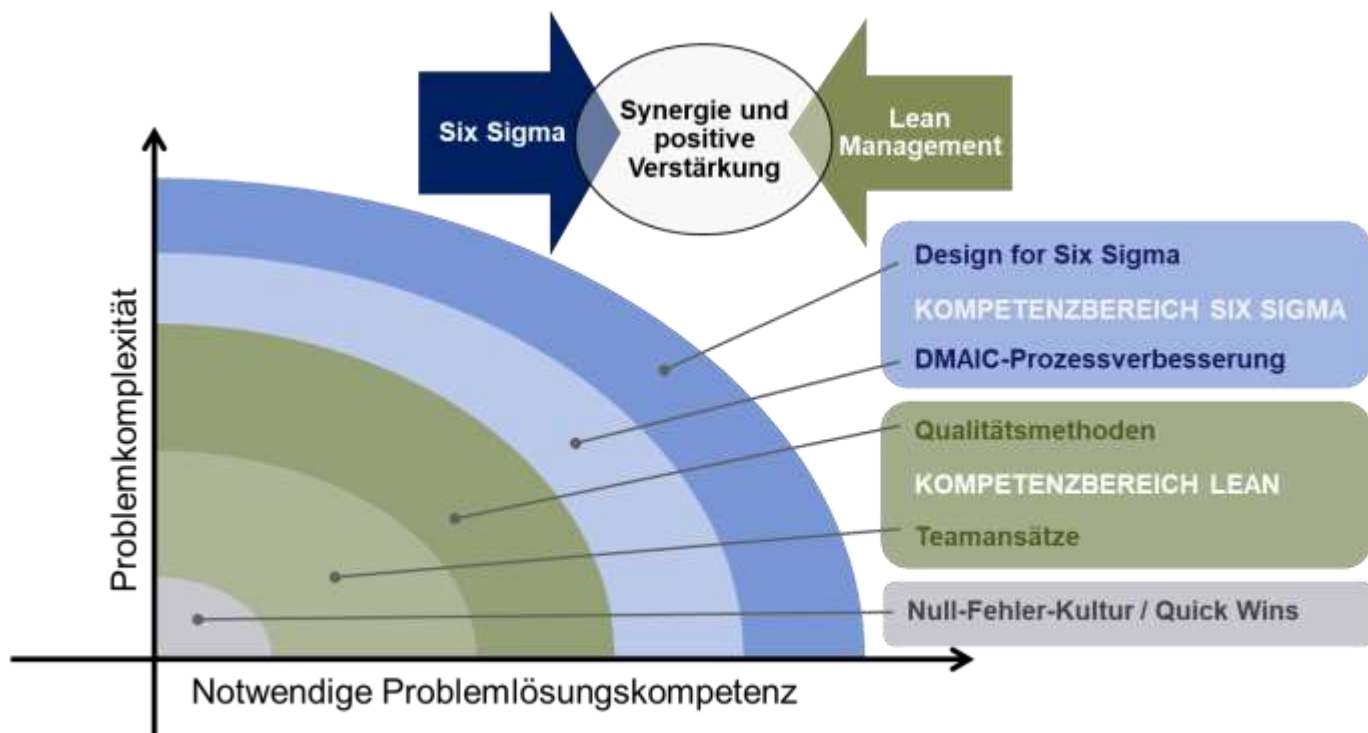 Six Sigma
Synergie und
positive
Verstärkung
Lean
Management
Problemkomplexität
Design for Six Sigma
KOMPETENZBEREICH SIX SIGMA
DMAIC-Prozessverbesserung
Qualitätsmethoden
KOMPETENZBEREICH LEAN
Teamansätze
Null-Fehler-Kultur / Quick Wins
Notwendige Problemlösungskompetenz